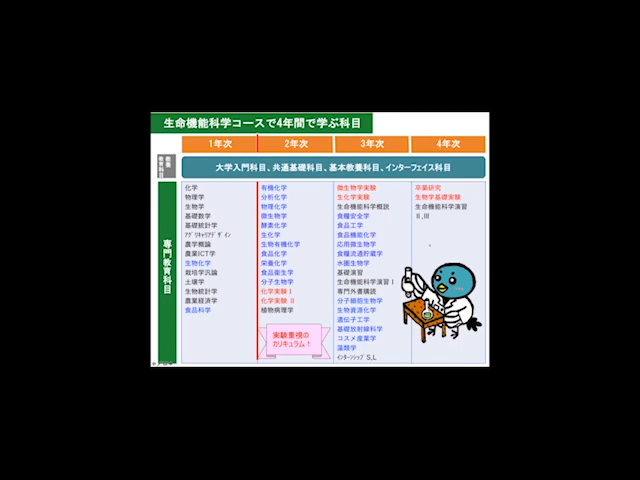 生命機能科学コースで4年間で学ぶ科目
1年次
2年次
3年次
4年次
教養教育科目
大学入門科目、共通基礎科目、基本教養科目、インターフェイス科目
専門教育科目
化学
物理学
生物学
基礎数学
基礎統計学
ｱｸﾞﾘｷｬﾘｱﾃﾞｻﾞｲﾝ
農学概論
農業ICT学
生物化学
栽培学汎論
土壌学
生物統計学
農業経済学
食品科学
有機化学
分析化学
物理化学
微生物学
酵素化学
生化学
生物有機化学
食品化学
栄養化学
食品衛生学
分子生物学
化学実験Ⅰ
化学実験Ⅱ
植物病理学
実験重視の
カリキュラム！
微生物学実験
生化学実験
生命機能科学概説
食糧安全学
食品工学
食品機能化学
応用微生物学
食糧流通貯蔵学
水圏生物学
基礎演習
生命機能科学演習Ⅰ
専門外書購読
分子細胞生物学
生物資源化学
遺伝子工学
基礎放射線科学
コスメ産業学
藻類学
ｲﾝﾀｰﾝｼｯﾌﾟS,L
卒業研究
生物学基礎実験
生命機能科学演習
Ⅱ,Ⅲ